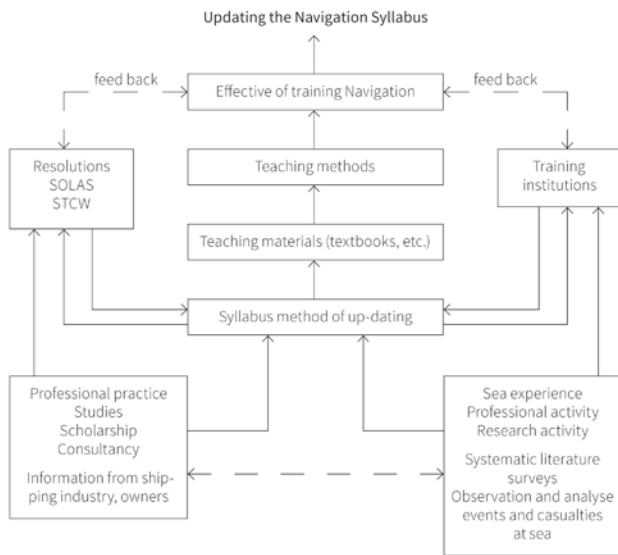 Updating the Navigation Syllabus
feed back
feed back
Effective of training Navigation
Resolutions
SOLAS
STCW
Teaching methods
Training
institutions
Teaching materials (textbooks, etc.)
Syllabus method of up-dating
Professional practice
Studies
Scholarship
Consultancy
Information from ship-
ping industry, owners
Sea experience
Professional activity
Research activity
Systematic literature
surveys
Observation and analyse
events and casualties
at sea